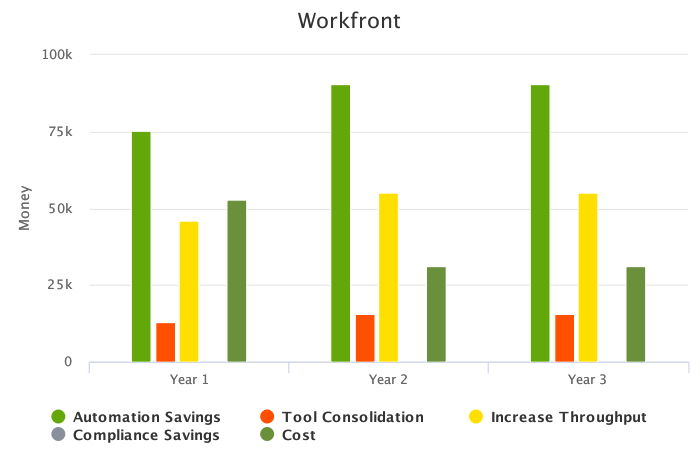 Workfront
100k
75k
50k
25k
0
Money
Year 1 Year 2 Year 3
Automation Savings Tool Consolidation Increase Throughput
Compliance Savings Cost